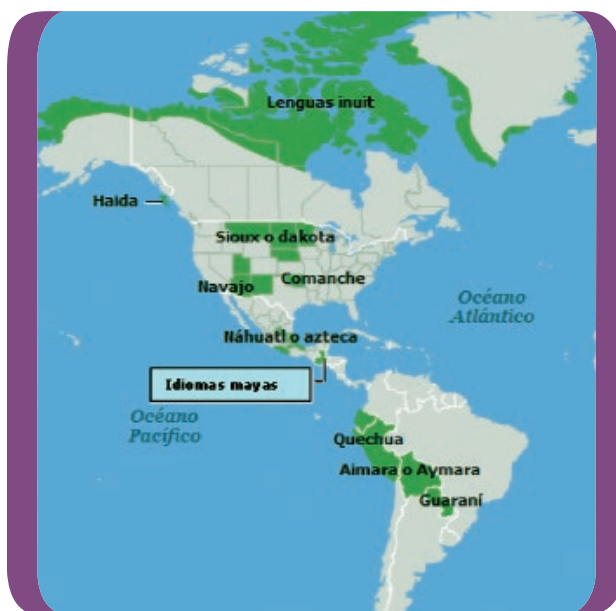 Lenguas inuit
Haida
Sioux o dakota
Navajo
Comanche
Océano
Atlántico
Náhuatl o azteca
Idiomas mayas
Océano
Pacífico
Quechua
Aimara o Aymara
Guaraní